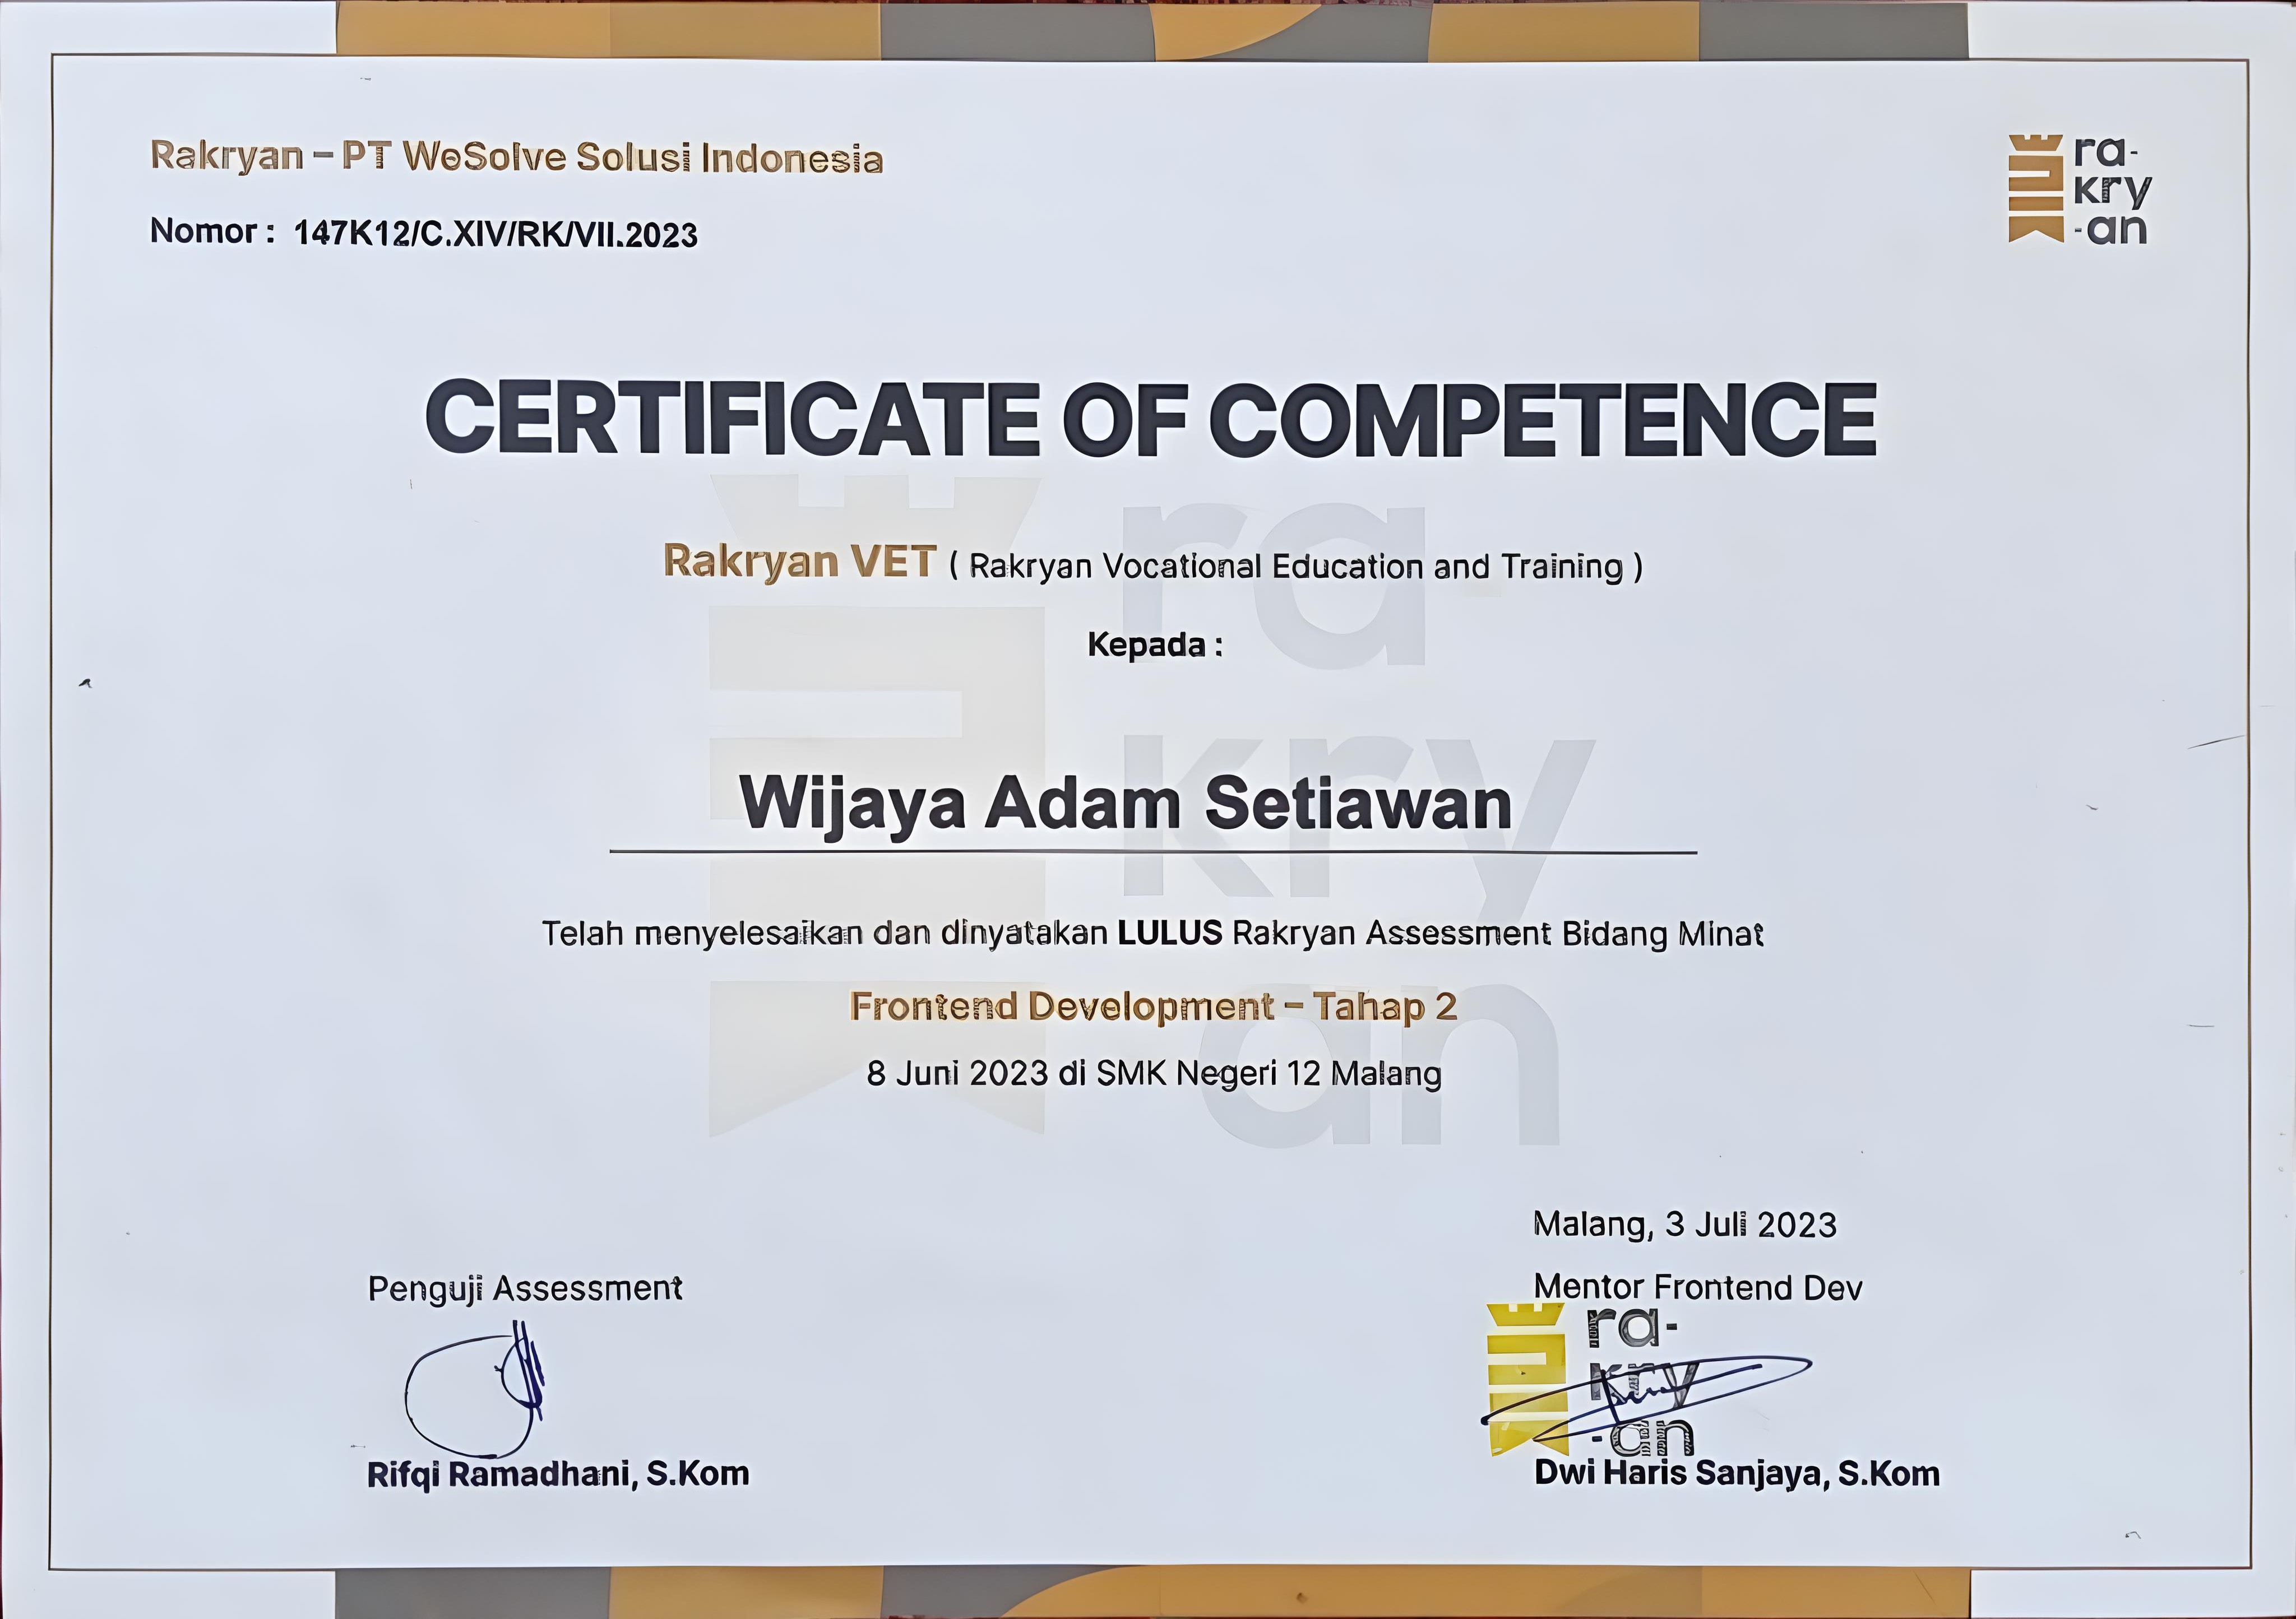 Rakryan – PT WeSolve Solusi Indonesia
Nomor : 147K12/C.XIV/RK/VII.2023
ra-
kry
-an
CERTIFICATE OF COMPETENCE
Rakryan VET ( Rakryan Vocational Education and Training )
Kepada :
Wijaya Adam Setiawan
Telah menyelesaikan dan dinyatakan LULUS Rakryan Assessment Bidang Minat
Frontend Development – Tahap 2
8 Juni 2023 di SMK Negeri 12 Malang
ra
kry
an
Malang, 3 Juli 2023
Penguji Assessment
Mentor Frontend Dev
ra-
kry
-an
Rifqi Ramadhani, S.Kom
Dwi Haris Sanjaya, S.Kom